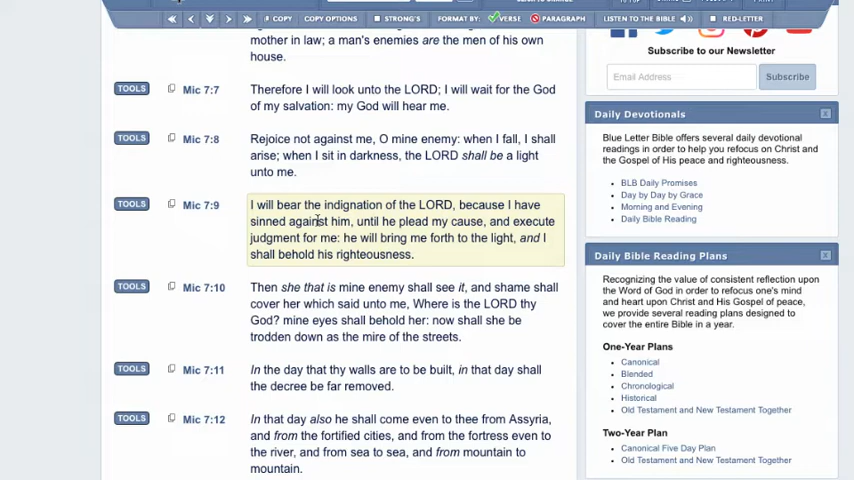 COPY
COPY OPTIONS
STRONG'S
FORMAT BY:
VERSE
PARAGRAPH
LISTEN TO THE BIBLE
RED-LETTER
mother in law; a man's enemies are the men of his own
house.
TOOLS
Mic 7:7
Therefore I will look unto the LORD; I will wait for the God
of my salvation: my God will hear me.
TOOLS
Mic 7:8
Rejoice not against me, O mine enemy: when I fall, I shall
arise; when I sit in darkness, the LORD shall be a light
unto me.
TOOLS
Mic 7:9
I will bear the indignation of the LORD, because I have
sinned against him, until he plead my cause, and execute
judgment for me: he will bring me forth to the light, and I
shall behold his righteousness.
TOOLS
Mic 7:10
Then she that is mine enemy shall see it, and shame shall
cover her which said unto me, Where is the LORD thy
God? mine eyes shall behold her: now shall she be
trodden down as the mire of the streets.
TOOLS
Mic 7:11
In the day that thy walls are to be built, in that day shall
the decree be far removed.
TOOLS
Mic 7:12
In that day also he shall come even to thee from Assyria,
and from the fortified cities, and from the fortress even to
the river, and from sea to sea, and from mountain to
mountain.
Subscribe to our Newsletter
Email Address
Subscribe
Daily Devotionals
Blue Letter Bible offers several daily devotional
readings in order to help you refocus on Christ and
the Gospel of His peace and righteousness.
BLB Daily Promises
Day by Day by Grace
Morning and Evening
Daily Bible Reading
Daily Bible Reading Plans
Recognizing the value of consistent reflection upon
the Word of God in order to refocus one's mind
and heart upon Christ and His Gospel of peace,
we provide several reading plans designed to
cover the entire Bible in a year.
One-Year Plans
Canonical
Blended
Chronological
Historical
Old Testament and New Testament Together
Two-Year Plan
Canonical Five Day Plan
Old Testament and New Testament Together